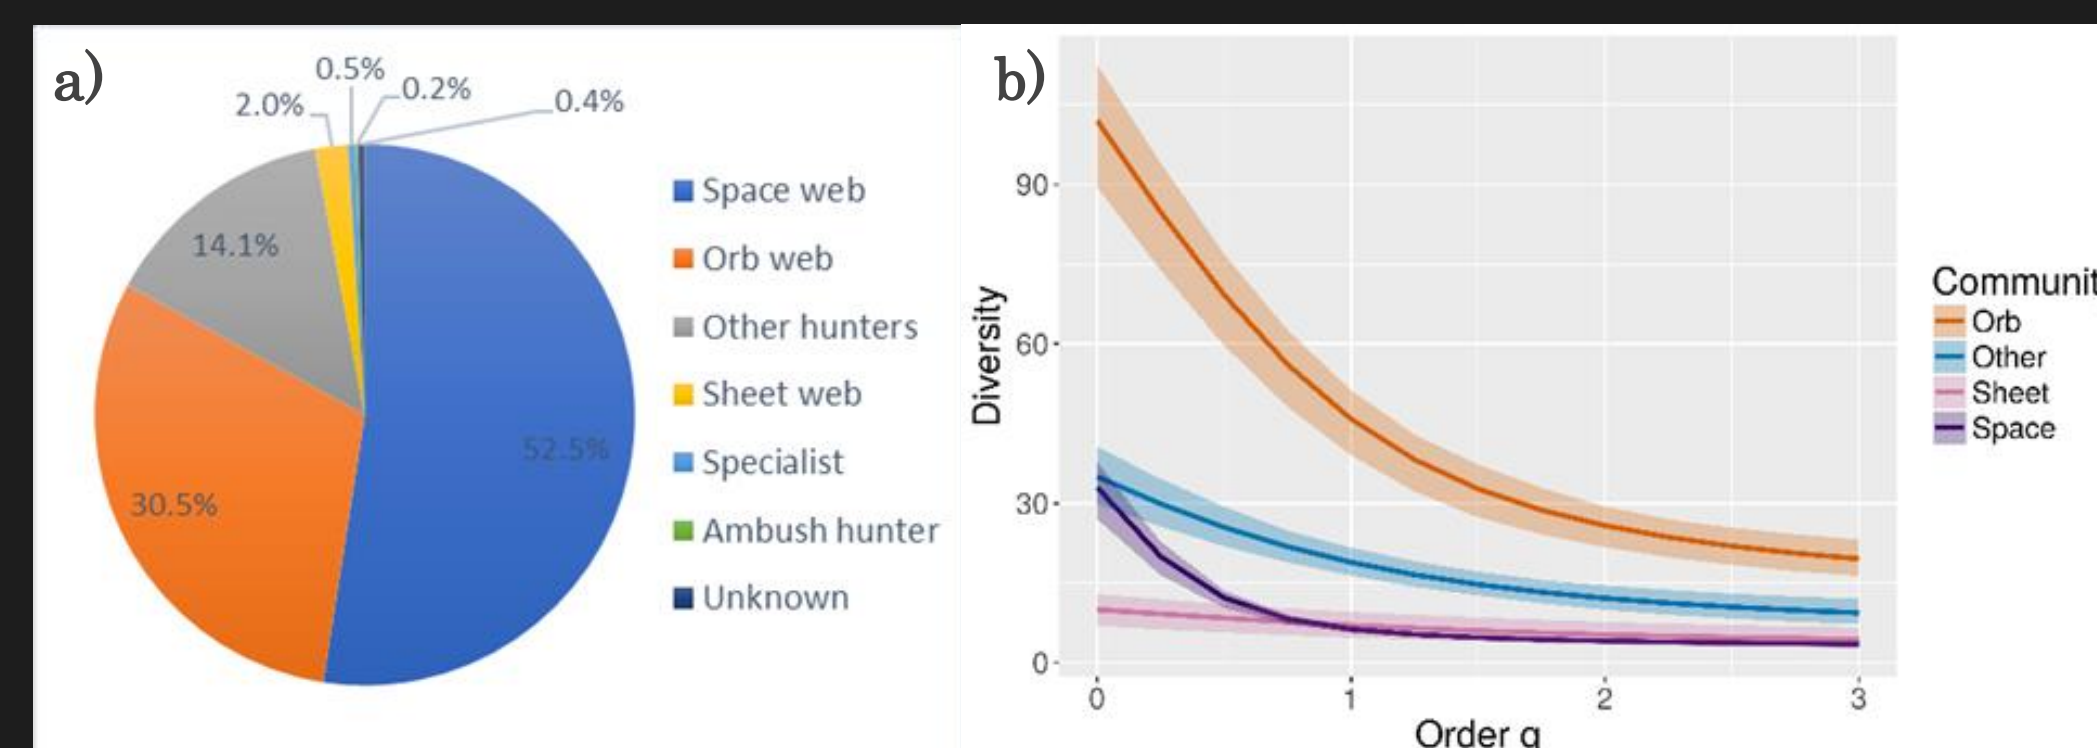 a)
0.5%
0.2%
2.0%
0.4%
14.1%
30.5%
52.5%
Space web
Orb web
Other hunters
Sheet web
Specialist
Ambush hunter
Unknown
b)
Diversity
90
60
30
0
0 1 2 3
Order q
Communit
Orb
Other
Sheet
Space